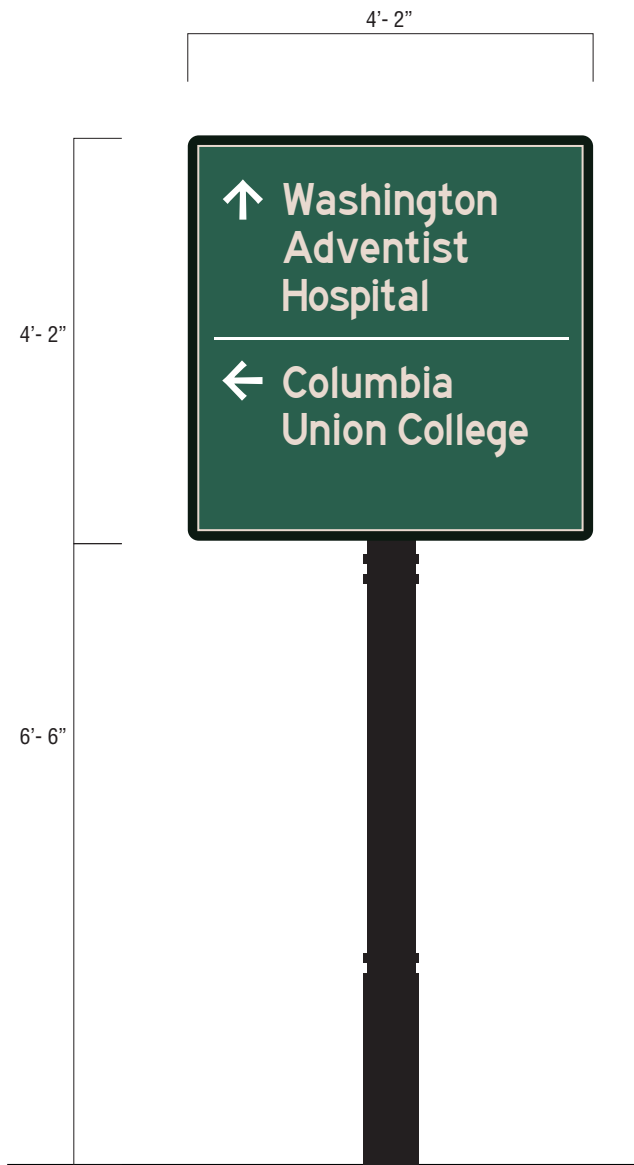 4’- 2”
Washington
Adventist
Hospital
4’- 2”
Columbia
Union College
6’- 6”